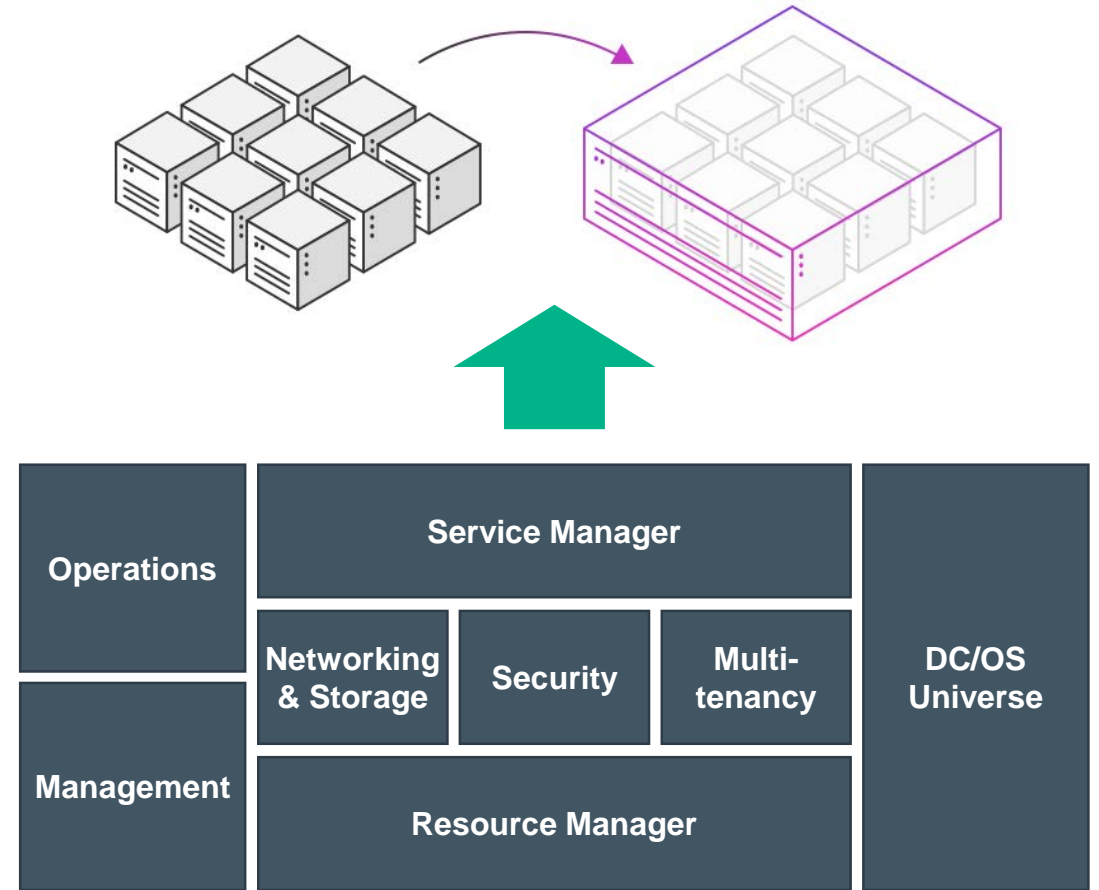 Operations
Management
Service Manager
Networking
& Storage
Security
Multi-
tenancy
Resource Manager
DC/OS
Universe